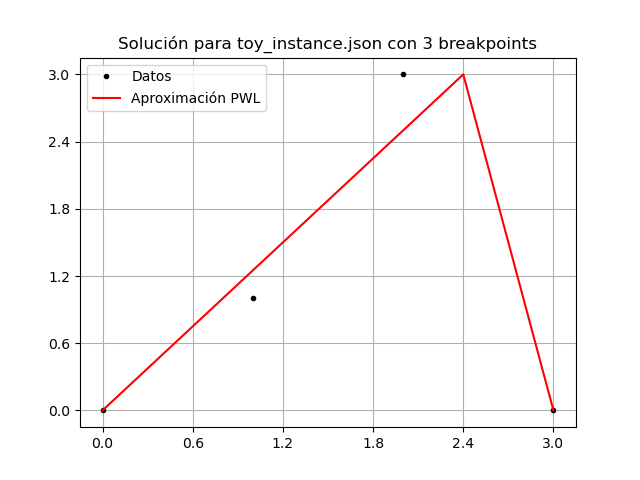 Solución para toy_instance.json con 3 breakpoints
Datos
Aproximación PWL
3.0
2.4
1.8
1.2
0.6
0.0
0.0 0.6 1.2 1.8 2.4 3.0